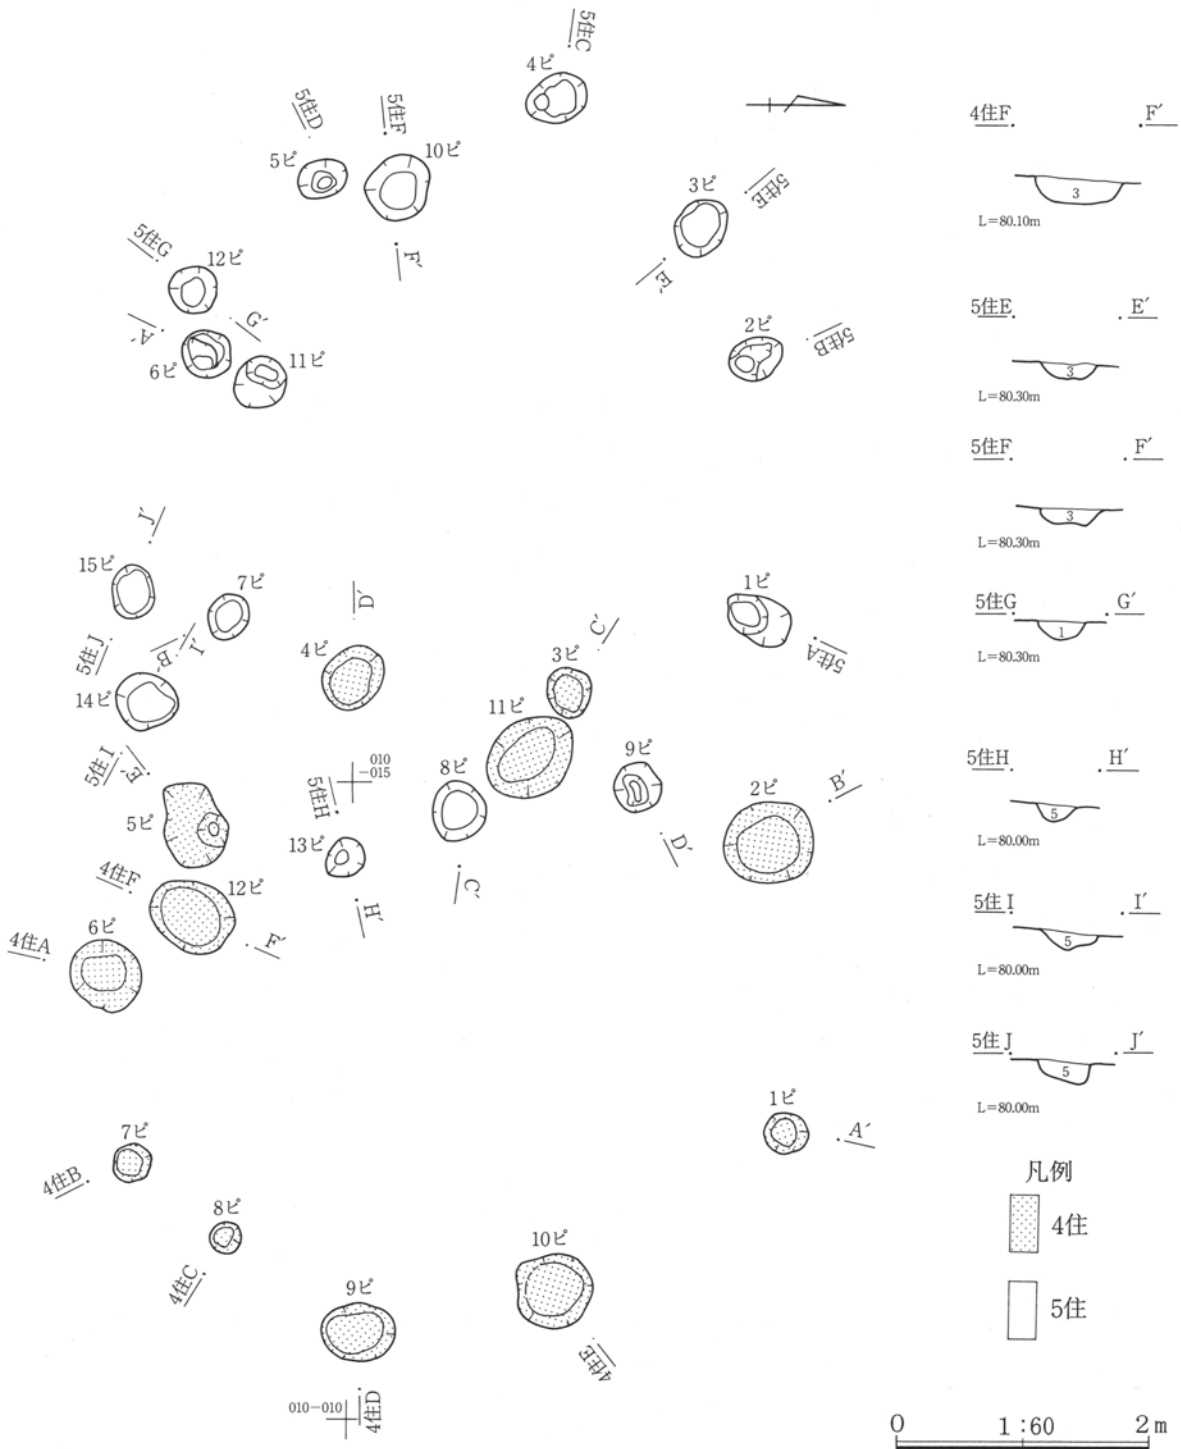 5住C
4ピ
5住D
5住F
5ピ
10ピ
3ピ
5住E
E′
5住G
12ピ
F′
A′
G′
6ピ
11ピ
2ピ
5住B
J′
15ピ
7ピ
D′
1ピ
5住A
5住J
B′
I′
4ピ
3ピ
C′
14ピ
11ピ
5住I
E′
010
-015
5住H
8ピ
9ピ
2ピ
B′
5ピ
13ピ
D′
4住F
12ピ
C′
H′
4住A
6ピ
F′
1ピ
A′
7ピ
4住B
8ピ
4住C
10ピ
9ピ
4住E
010-010
4住D
4住F F′
3
L=80.10m
5住E E′
3
L=80.30m
5住F F′
3
L=80.30m
5住G G′
1
L=80.30m
5住H H′
5
L=80.00m
5住I I′
5
L=80.00m
5住J J′
5
L=80.00m
凡例
4住
5住
0 1:60 2m